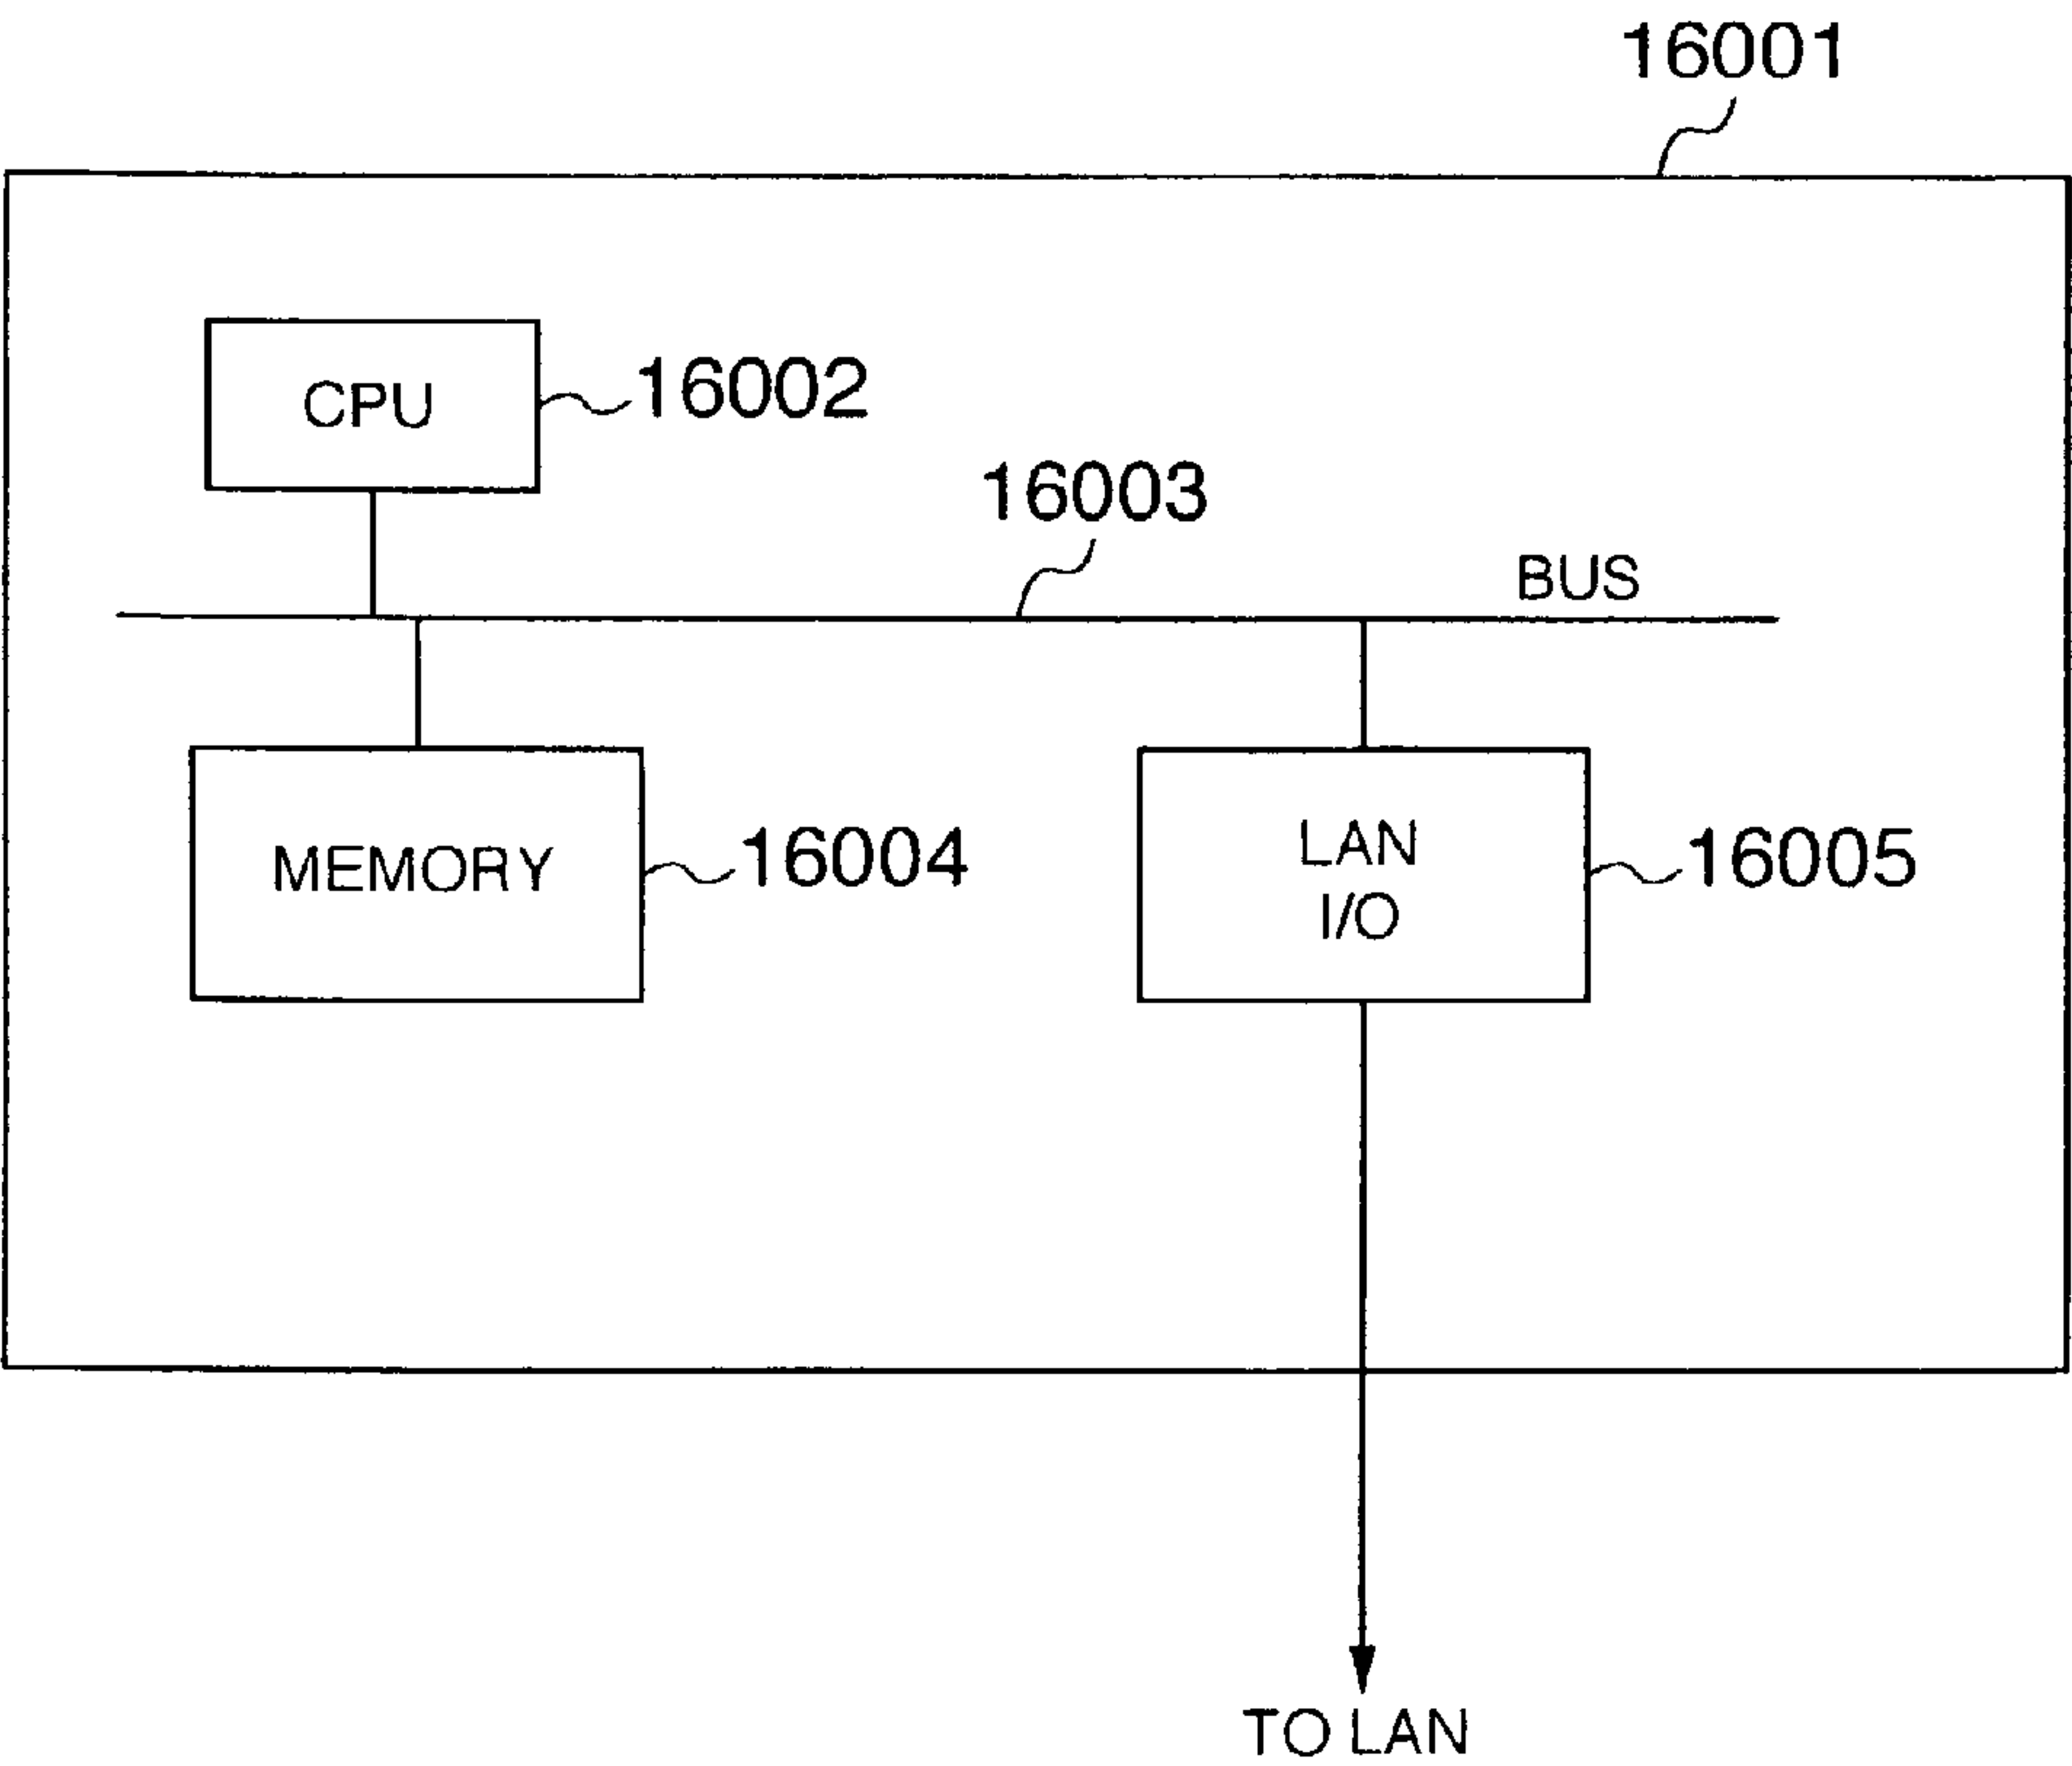 16001
CPU
16002
16003
BUS
MEMORY
16004
LAN
I/O
16005
TO LAN